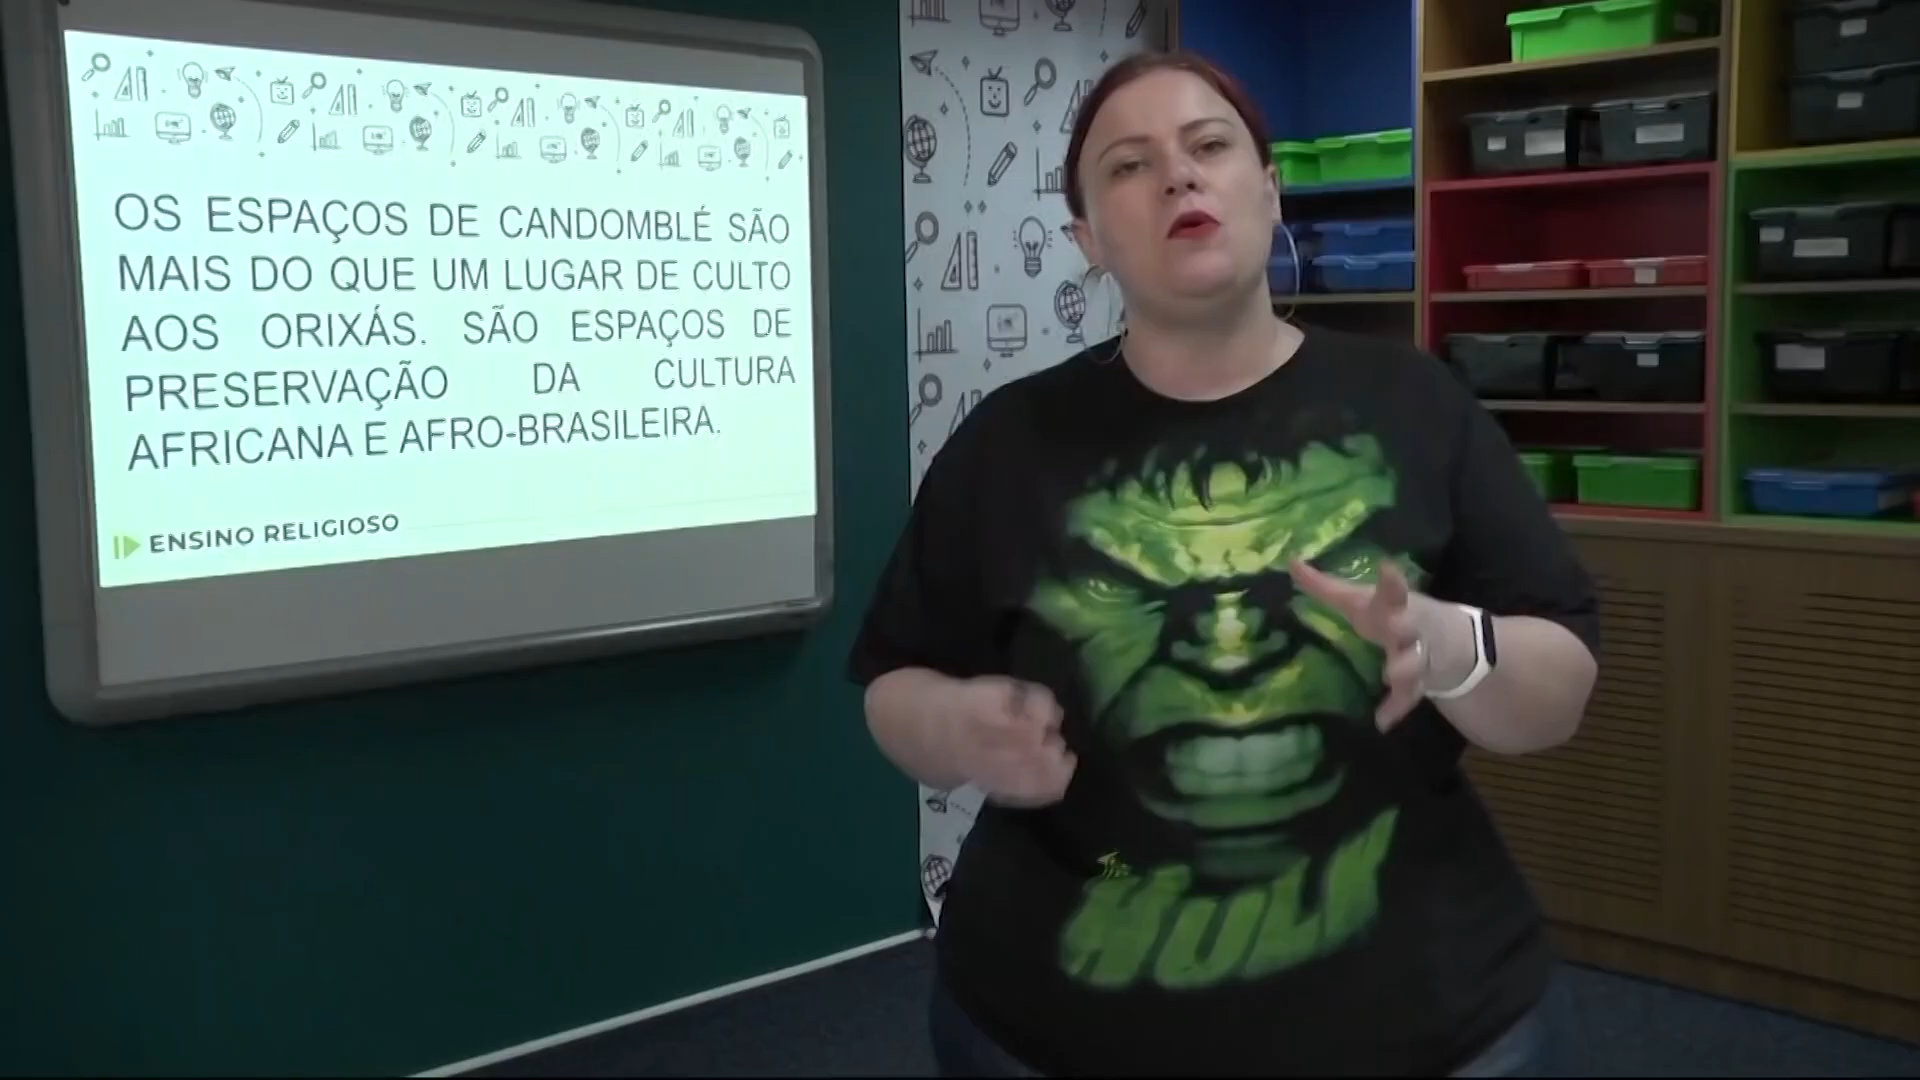 OS ESPAÇOS DE CANDOMBLÉ SÃO
MAIS DO QUE UM LUGAR DE CULTO
AOS ORIXÁS. SÃO ESPAÇOS DE
PRESERVAÇÃO DA CULTURA
AFRICANA E AFRO-BRASILEIRA.
ENSINO RELIGIOSO
The
HULK